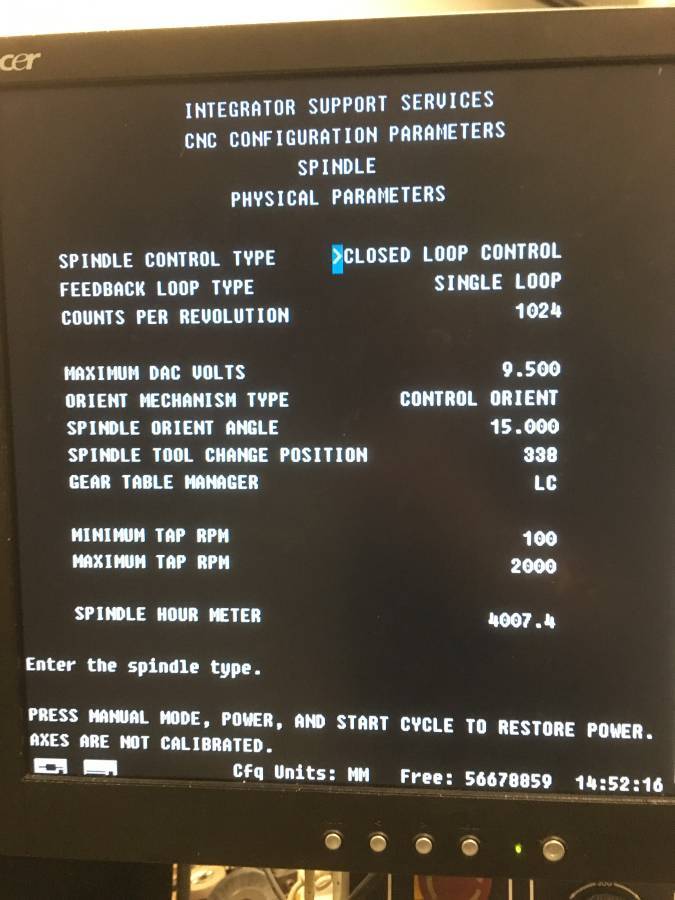 acer
INTEGRATOR SUPPORT SERVICES
CNC CONFIGURATION PARAMETERS
SPINDLE
PHYSICAL PARAMETERS
SPINDLE CONTROL TYPE >CLOSED LOOP CONTROL
FEEDBACK LOOP TYPE SINGLE LOOP
COUNTS PER REVOLUTION 1024
MAXIMUM DAC VOLTS 9.500
ORIENT MECHANISM TYPE CONTROL ORIENT
SPINDLE ORIENT ANGLE 15.000
SPINDLE TOOL CHANGE POSITION 338
GEAR TABLE MANAGER LC
MINIMUM TAP RPM 100
MAXIMUM TAP RPM 2000
SPINDLE HOUR METER 4007.4
Enter the spindle type.
PRESS MANUAL MODE, POWER, AND START CYCLE TO RESTORE POWER.
AXES ARE NOT CALIBRATED.
Cfg Units: MM Free: 56678859 14:52:16